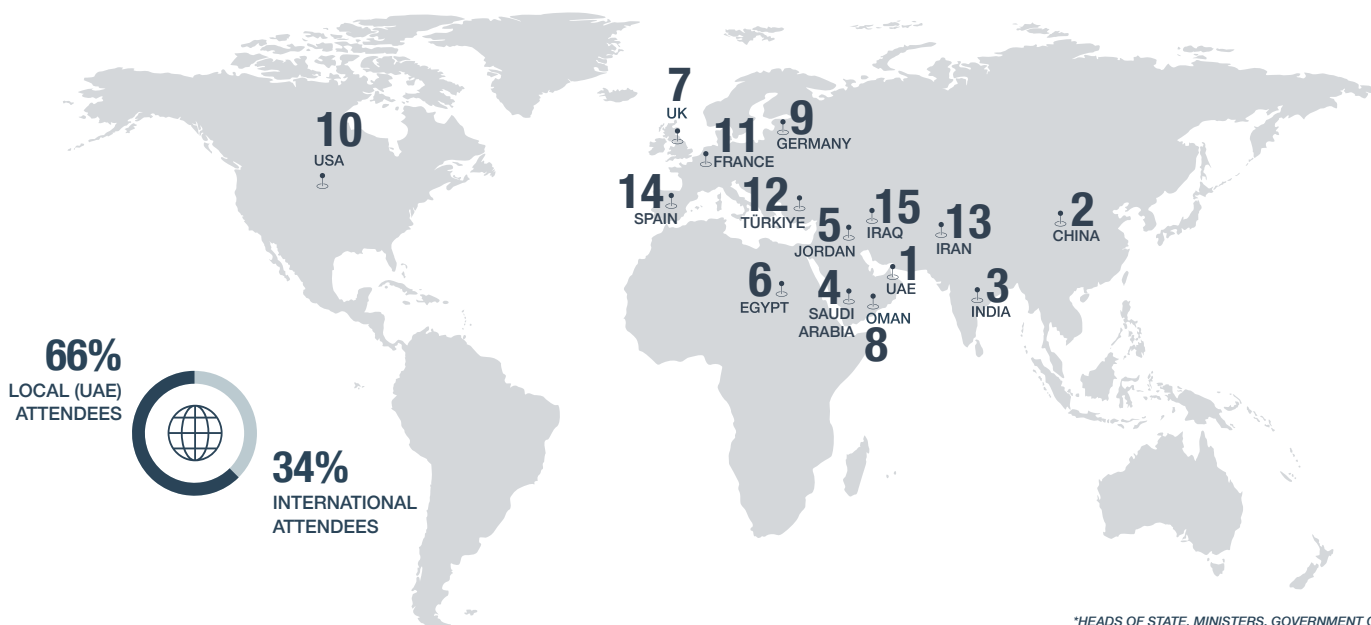 7
UK
10
USA
11
FRANCE
9
GERMANY
14
SPAIN
12
TÜRKIYE
5
JORDAN
15
IRAQ
13
IRAN
2
CHINA
6
EGYPT
4
SAUDI
ARABIA
1
UAE
OMAN
8
3
INDIA
66%
LOCAL (UAE)
ATTENDEES
34%
INTERNATIONAL
ATTENDEES
*HEADS OF STATE, MINISTERS, GOVERNMENT